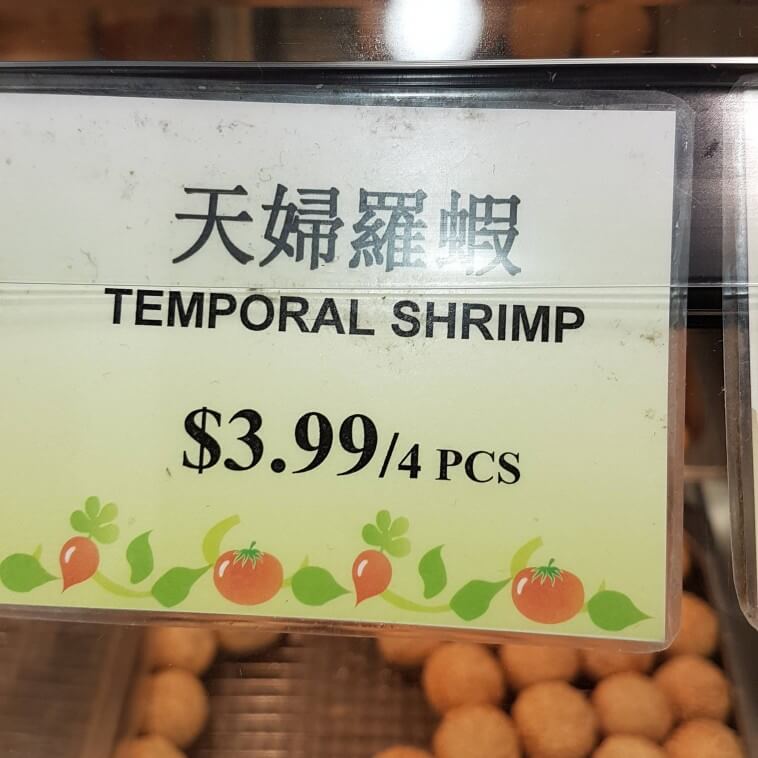 天婦羅蝦
TEMPORAL SHRIMP
$3.99/4 PCS